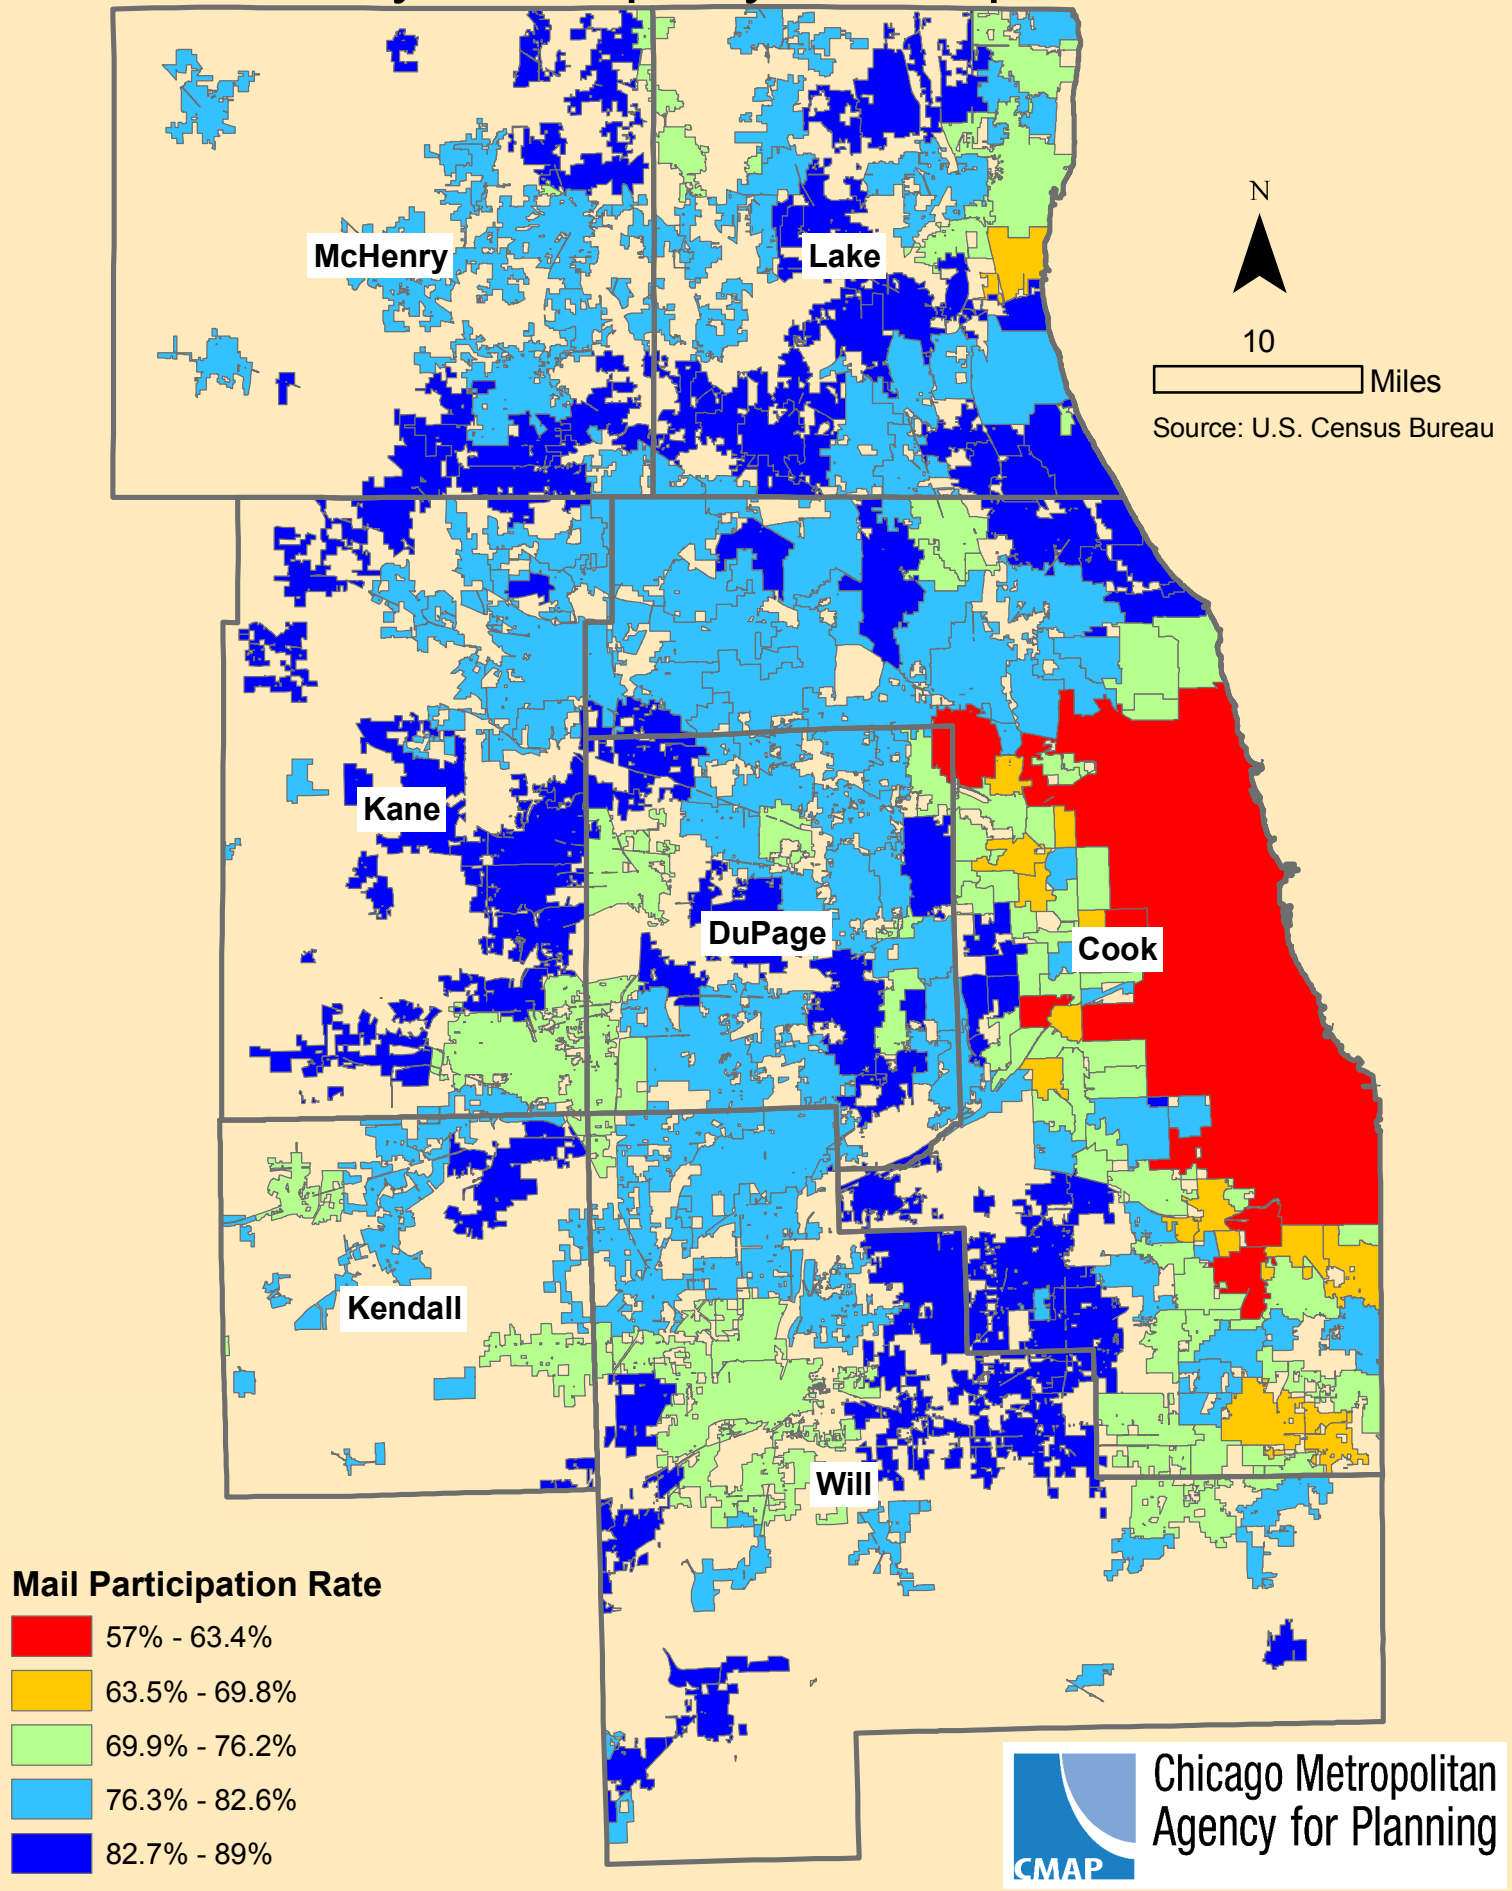 N
McHenry
Lake
10
Miles
Source: U.S. Census Bureau
Kane
DuPage
Cook
Kendall
Will
Mail Participation Rate
57% - 63.4%
63.5% - 69.8%
69.9% - 76.2%
76.3% - 82.6%
82.7% - 89%
Chicago Metropolitan
Agency for Planning
CMAP